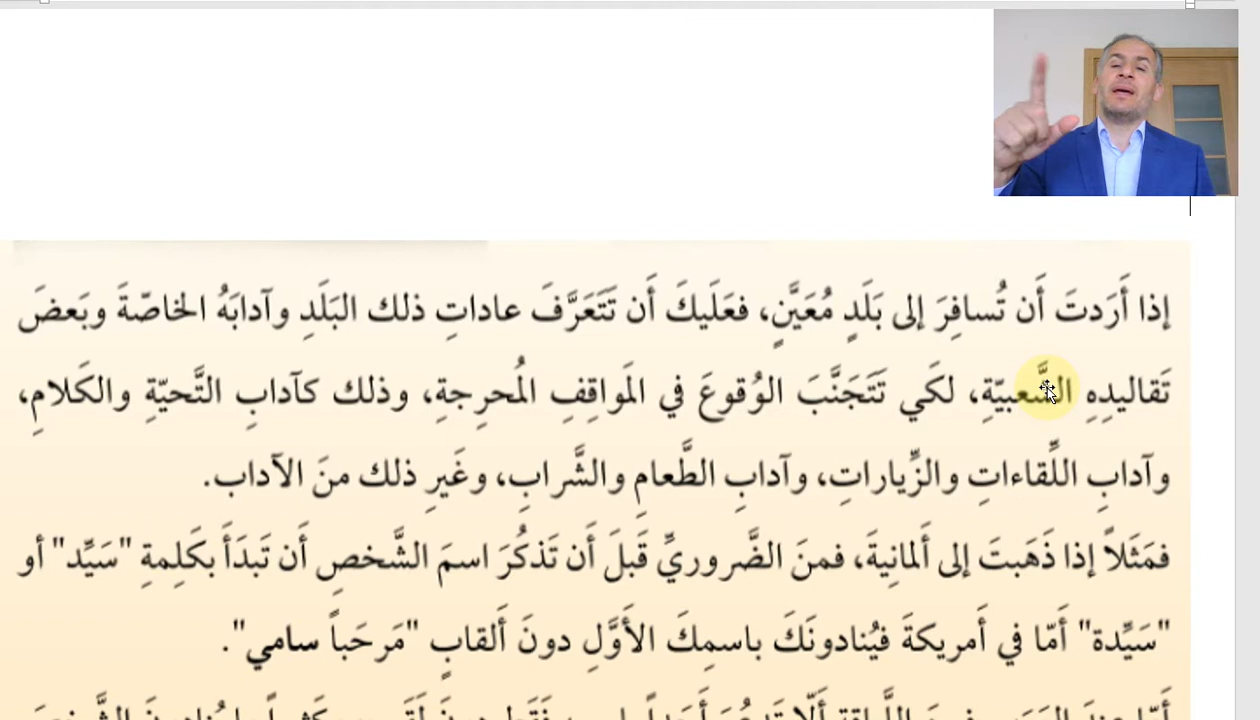 إذا أَرَدتَ أَن تُسافِرَ إلى بَلَدٍ مُعَيَّنٍ، فعَلَيكَ أَن تَتَعَرَّفَ عاداتِ ذلك البَلَدِ وآدابَهُ الخاصّةَ وبَعضَ
تَقاليدِهِ الشَّعبيّةِ، لكَي تَتَجَنَّبَ الوُقوعَ في المَواقِفِ المُحرِجةِ، وذلك كآدابِ التَّحيّةِ والكَلامِ،
وآدابِ اللِّقاءاتِ والزِّياراتِ، وآدابِ الطَّعامِ والشَّرابِ، وغَيرِ ذلك منَ الآداب.
فمَثَلاً إذا ذَهَبتَ إلى أَلمانِيةَ، فمنَ الضَّروريِّ قَبلَ أَن تَذكُرَ اسمَ الشَّخصِ أَن تَبدَأَ بكَلِمةِ "سَيِّد" أو
"سَيِّدة" أَمّا في أَمريكةَ فيُنادونَكَ باسمِكَ الأَوَّلِ دونَ أَلقابٍ "مَرحَباً سامي".